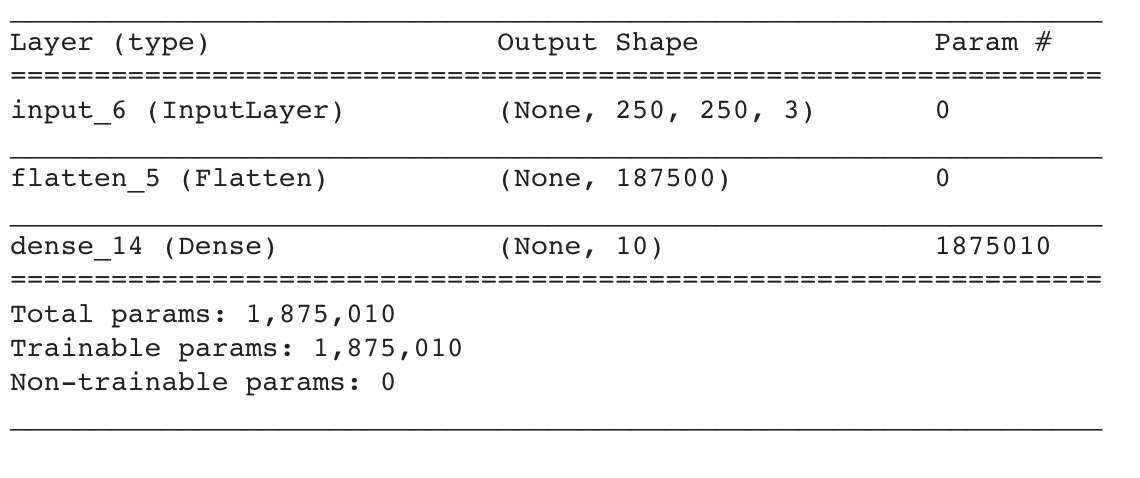 Layer (type) Output Shape Param #
=================================================================
input_6 (InputLayer) (None, 250, 250, 3) 0
flatten_5 (Flatten) (None, 187500) 0
dense_14 (Dense) (None, 10) 1875010
=================================================================
Total params: 1,875,010
Trainable params: 1,875,010
Non-trainable params: 0